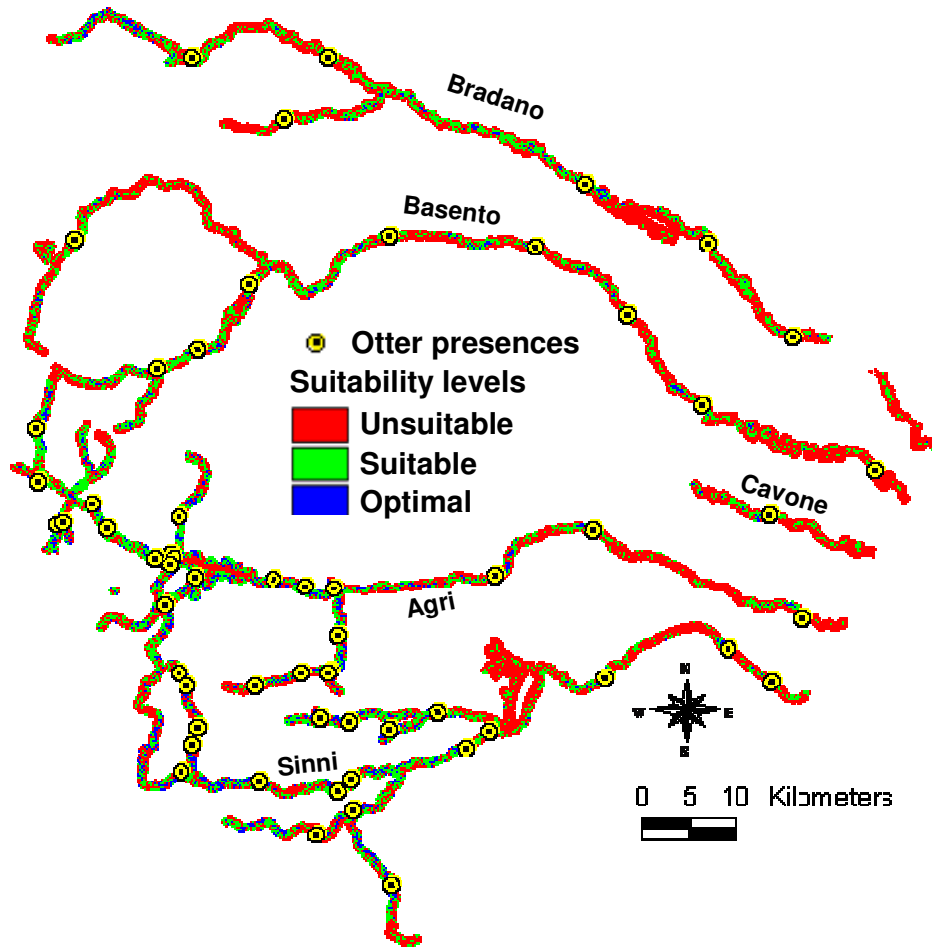 Bradano
Basento
Otter presences
Suitability levels
Unsuitable
Suitable
Optimal
Cavone
Agri
Sinni
N
W E
S
0 5 10 Kilometers